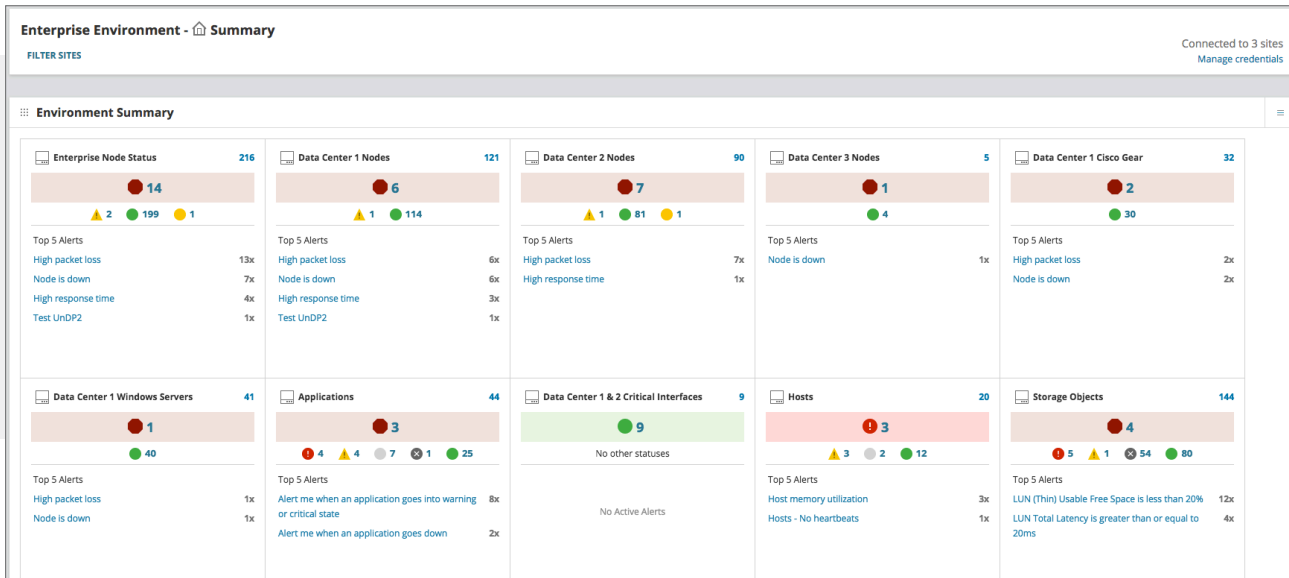 Enterprise Environment - Summary
FILTER SITES
Connected to 3 sites
Manage credentials
Environment Summary
Enterprise Node Status 216
14
2 199 1
Top 5 Alerts
High packet loss 13x
Node is down 7x
High response time 4x
Test UnDP2 1x
Data Center 1 Nodes 121
6
1 114
Top 5 Alerts
High packet loss 6x
Node is down 6x
High response time 3x
Test UnDP2 1x
Data Center 2 Nodes 90
7
1 81 1
Top 5 Alerts
High packet loss 7x
High response time 1x
Data Center 3 Nodes 5
1
4
Top 5 Alerts
Node is down 1x
Data Center 1 Cisco Gear 32
2
30
Top 5 Alerts
High packet loss 2x
Node is down 2x
Data Center 1 Windows Servers 41
1
40
Top 5 Alerts
High packet loss 1x
Node is down 1x
Applications 44
3
4 4 7 1 25
Top 5 Alerts
Alert me when an application goes into warning 8x
or critical state
Alert me when an application goes down 2x
Data Center 1 & 2 Critical Interfaces 9
9
No other statuses
No Active Alerts
Hosts 20
3
3 2 12
Top 5 Alerts
Host memory utilization 3x
Hosts - No heartbeats 1x
Storage Objects 144
4
5 1 54 80
Top 5 Alerts
LUN (Thin) Usable Free Space is less than 20% 12x
LUN Total Latency is greater than or equal to 4x
20ms